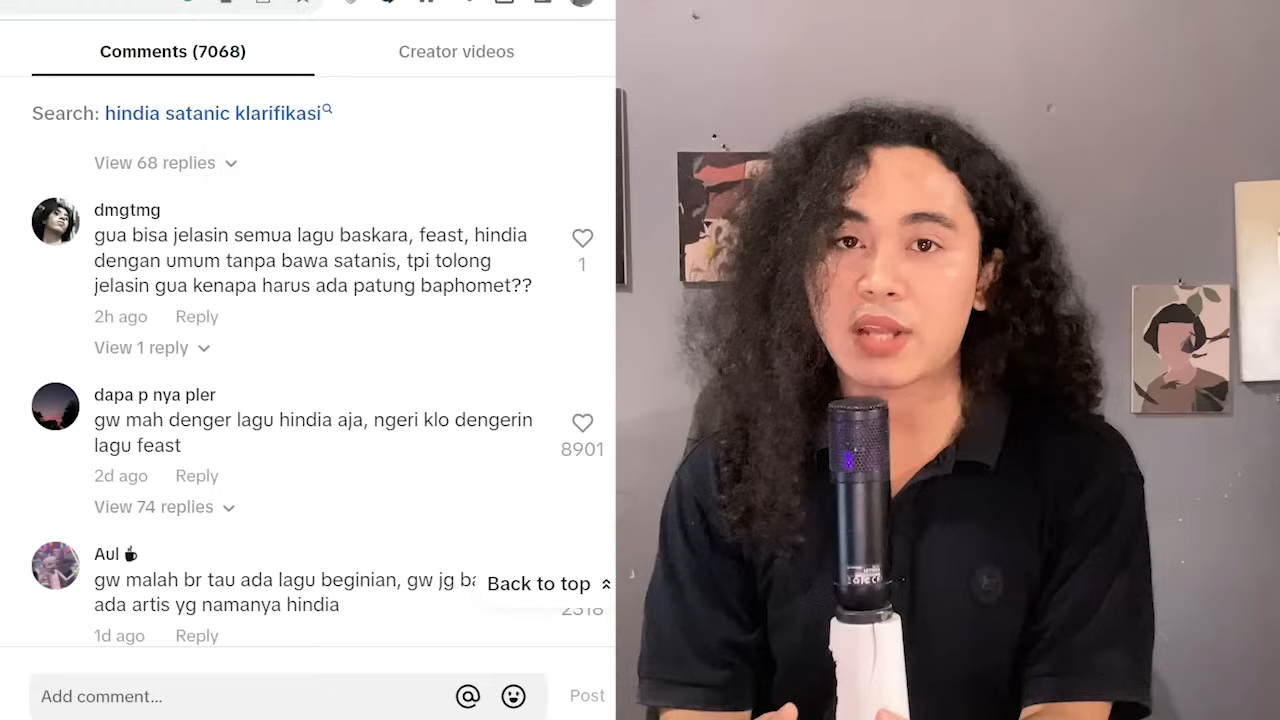 Comments (7068)
Creator videos
Search: hindia satanic klarifikasi
View 68 replies
dmgtmg
gua bisa jelasin semua lagu baskara, feast, hindia
dengan umum tanpa bawa satanis, tpi tolong
jelasin gua kenapa harus ada patung baphomet??
1
2h ago Reply
View 1 reply
dapa p nya pler
gw mah denger lagu hindia aja, ngeri klo dengerin
lagu feast
8901
2d ago Reply
View 74 replies
Aul
gw malah br tau ada lagu beginian, gw jg
ada artis yg namanya hindia
Back to top
1d ago Reply
Add comment...
Post